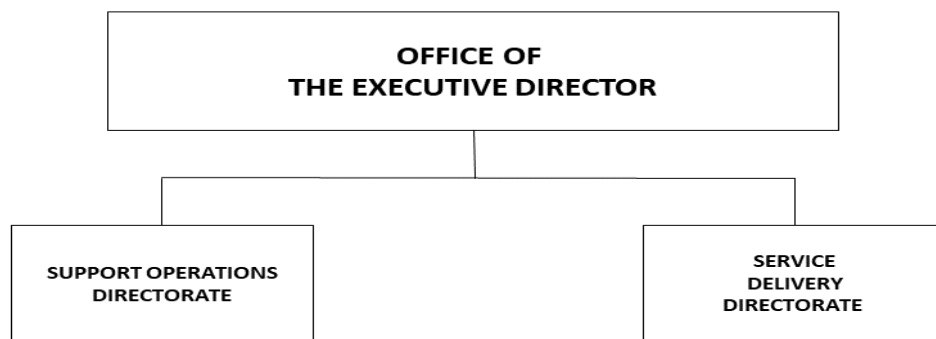 OFFICE OF
THE EXECUTIVE DIRECTOR
SUPPORT OPERATIONS
DIRECTORATE
SERVICE
DELIVERY
DIRECTORATE